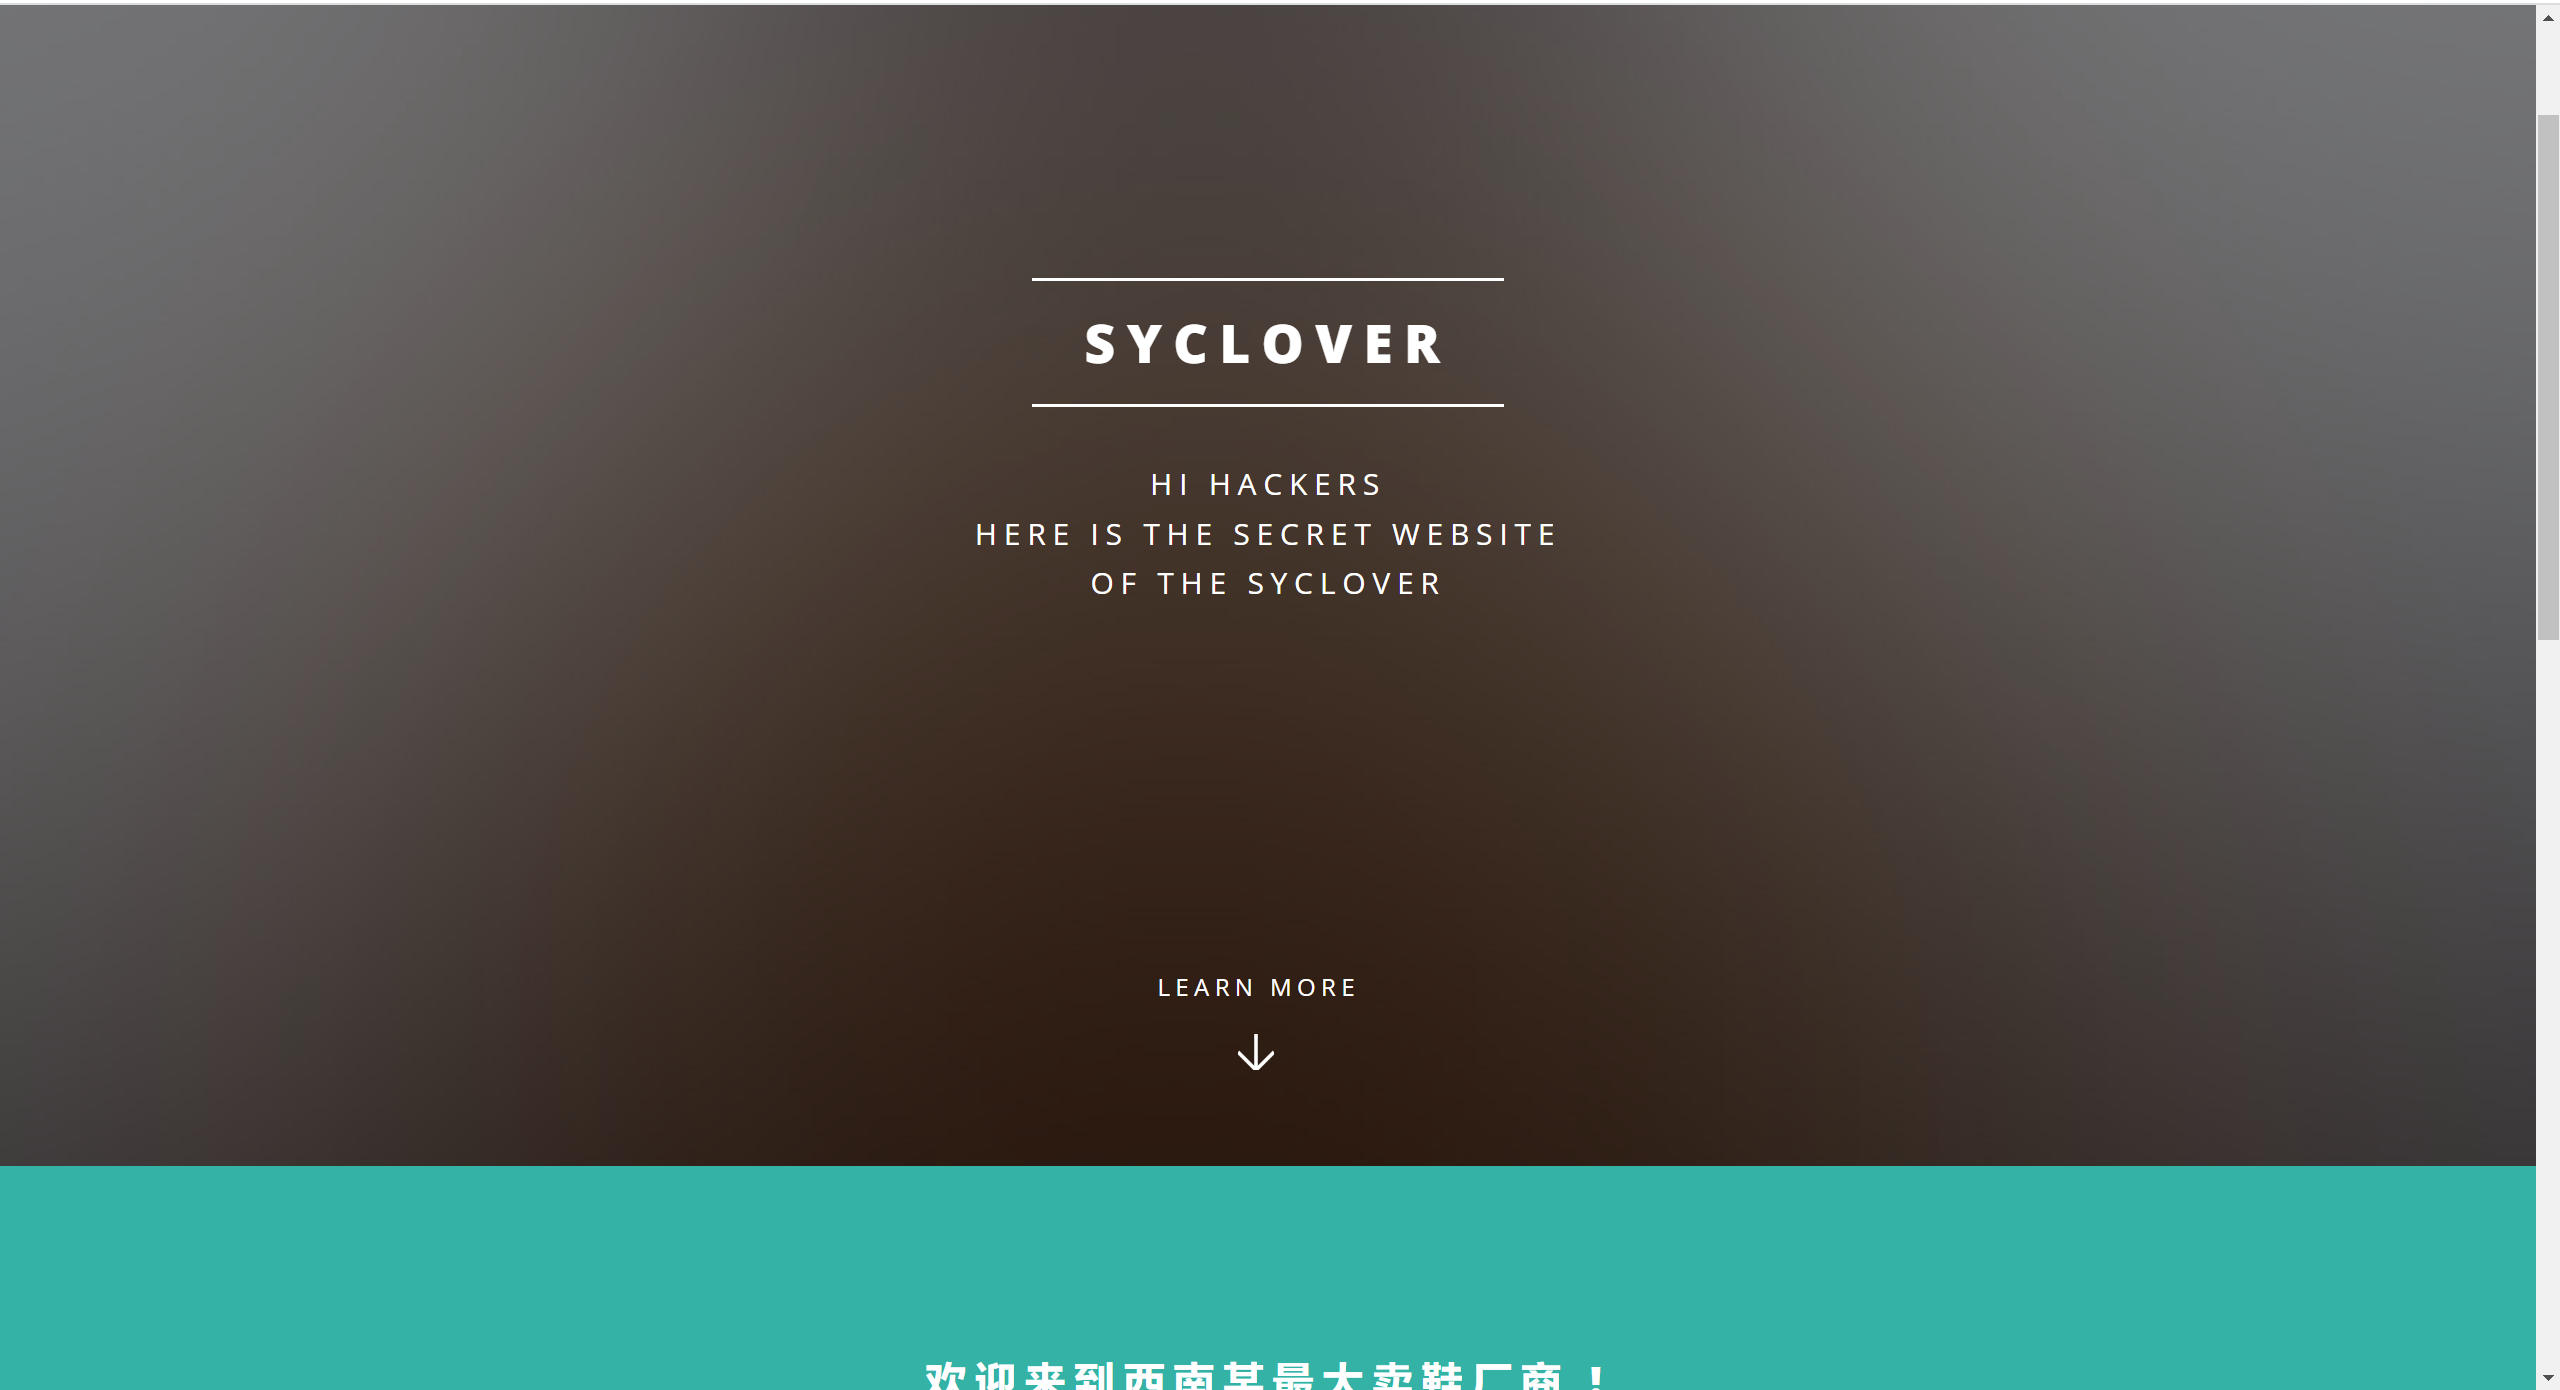 SYCLOVER
HI HACKERS
HERE IS THE SECRET WEBSITE
OF THE SYCLOVER
LEARN MORE
欢迎来到西南某最大卖鞋厂商！